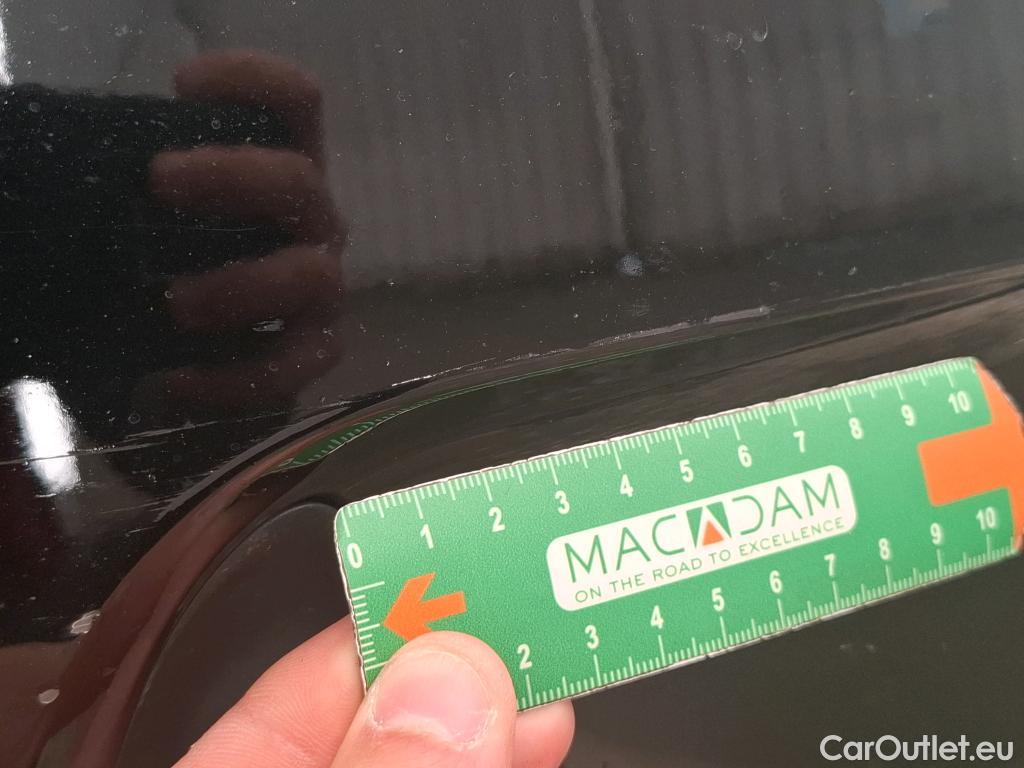 0 1 2 3 4 5 6 7 8 9 10
MACADAM
ON THE ROAD TO EXCELLENCE
2 3 4 5 6 7 8 9 10
CarOutlet.eu